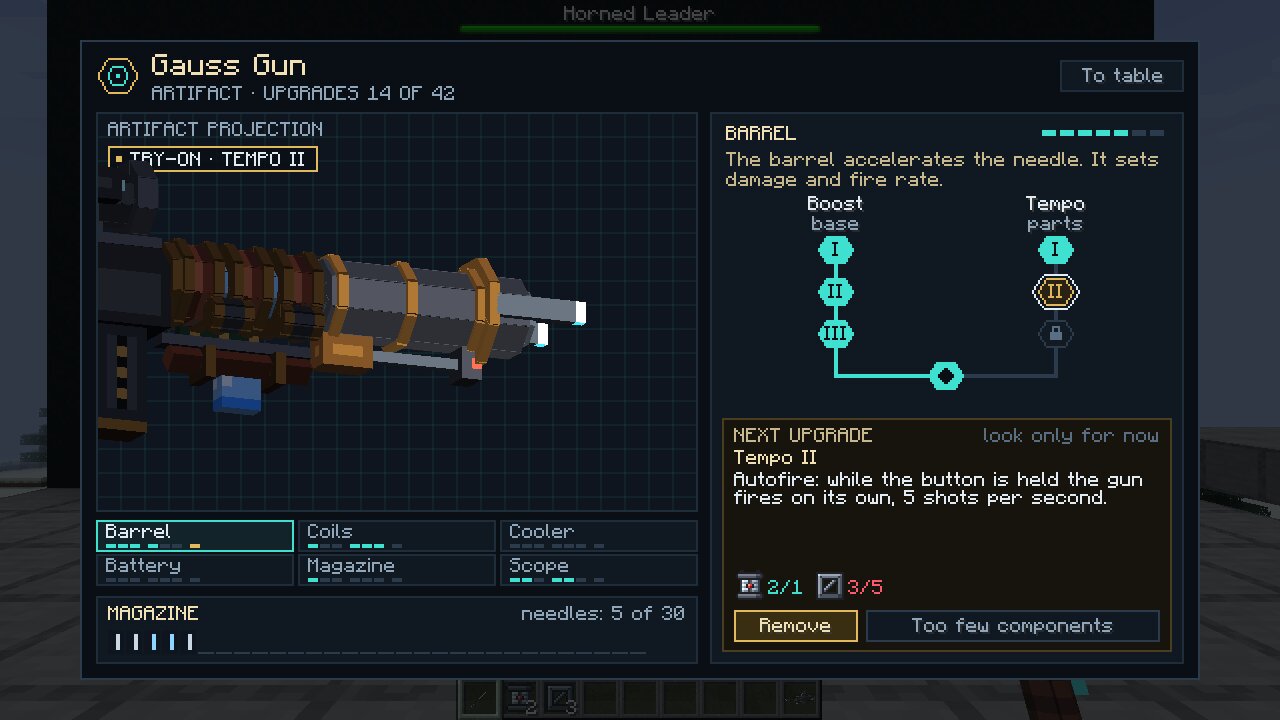 Horned Leader
Gauss Gun
ARTIFACT · UPGRADES 14 OF 42
To table
ARTIFACT PROJECTION
TRY-ON · TEMPO II
BARREL
The barrel accelerates the needle. It sets
damage and fire rate.
Boost
base
I
II
III
Tempo
parts
I
II
NEXT UPGRADE
look only for now
Tempo II
Autofire: while the button is held the gun
fires on its own, 5 shots per second.
2/1
3/5
Remove
Too few components
Barrel
Coils
Cooler
Battery
Magazine
Scope
MAGAZINE
needles: 5 of 30
2
3